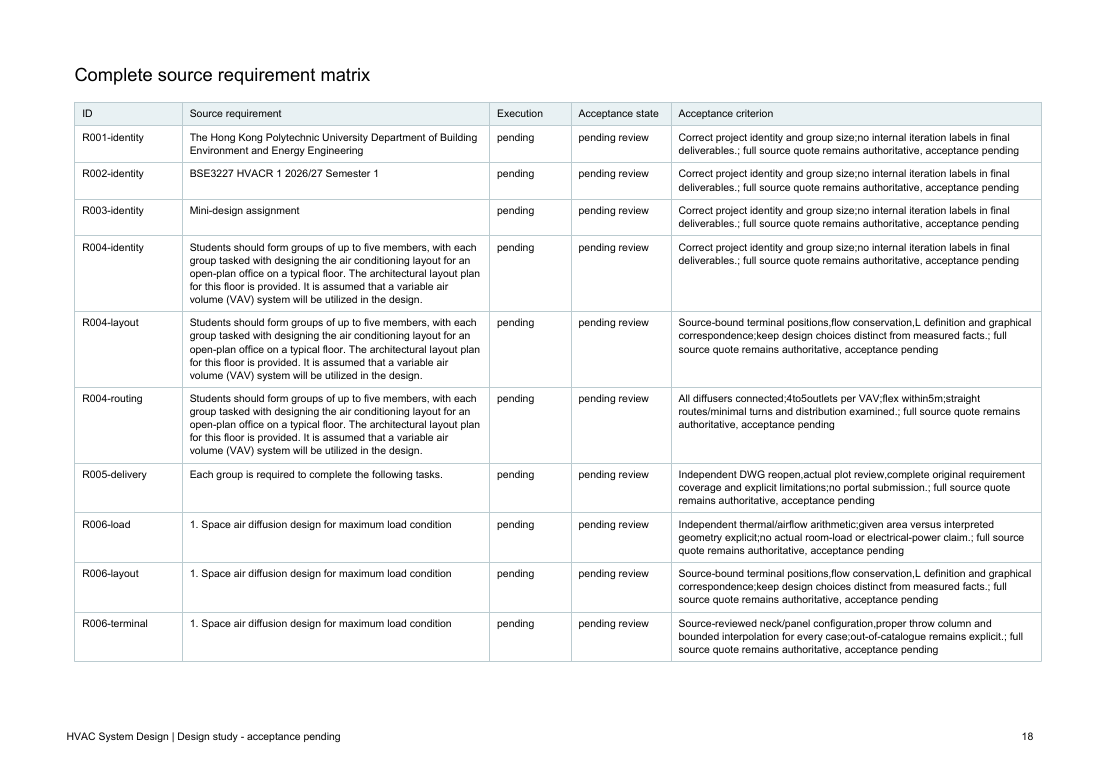 Complete source requirement matrix
ID Source requirement Execution Acceptance state Acceptance criterion
R001-identity The Hong Kong Polytechnic University Department of Building pending pending review Correct project identity and group size;no internal iteration labels in final
Environment and Energy Engineering deliverables.; full source quote remains authoritative, acceptance pending
R002-identity BSE3227 HVACR 1 2026/27 Semester 1 pending pending review Correct project identity and group size;no internal iteration labels in final
deliverables.; full source quote remains authoritative, acceptance pending
R003-identity Mini-design assignment pending pending review Correct project identity and group size;no internal iteration labels in final
deliverables.; full source quote remains authoritative, acceptance pending
R004-identity Students should form groups of up to five members, with each pending pending review Correct project identity and group size;no internal iteration labels in final
group tasked with designing the air conditioning layout for an deliverables.; full source quote remains authoritative, acceptance pending
open-plan office on a typical floor. The architectural layout plan
for this floor is provided. It is assumed that a variable air
volume (VAV) system will be utilized in the design.
R004-layout Students should form groups of up to five members, with each pending pending review Source-bound terminal positions,flow conservation,L definition and graphical
group tasked with designing the air conditioning layout for an correspondence;keep design choices distinct from measured facts.; full
open-plan office on a typical floor. The architectural layout plan source quote remains authoritative, acceptance pending
for this floor is provided. It is assumed that a variable air
volume (VAV) system will be utilized in the design.
R004-routing Students should form groups of up to five members, with each pending pending review All diffusers connected;4to5outlets per VAV;flex within5m;straight
group tasked with designing the air conditioning layout for an routes/minimal turns and distribution examined.; full source quote remains
open-plan office on a typical floor. The architectural layout plan authoritative, acceptance pending
for this floor is provided. It is assumed that a variable air
volume (VAV) system will be utilized in the design.
R005-delivery Each group is required to complete the following tasks. pending pending review Independent DWG reopen,actual plot review,complete original requirement
coverage and explicit limitations;no portal submission.; full source quote
remains authoritative, acceptance pending
R006-load 1. Space air diffusion design for maximum load condition pending pending review Independent thermal/airflow arithmetic;given area versus interpreted
geometry explicit;no actual room-load or electrical-power claim.; full source
quote remains authoritative, acceptance pending
R006-layout 1. Space air diffusion design for maximum load condition pending pending review Source-bound terminal positions,flow conservation,L definition and graphical
correspondence;keep design choices distinct from measured facts.; full
source quote remains authoritative, acceptance pending
R006-terminal 1. Space air diffusion design for maximum load condition pending pending review Source-reviewed neck/panel configuration,proper throw column and
bounded interpolation for every case;out-of-catalogue remains explicit.; full
source quote remains authoritative, acceptance pending
HVAC System Design | Design study - acceptance pending 18